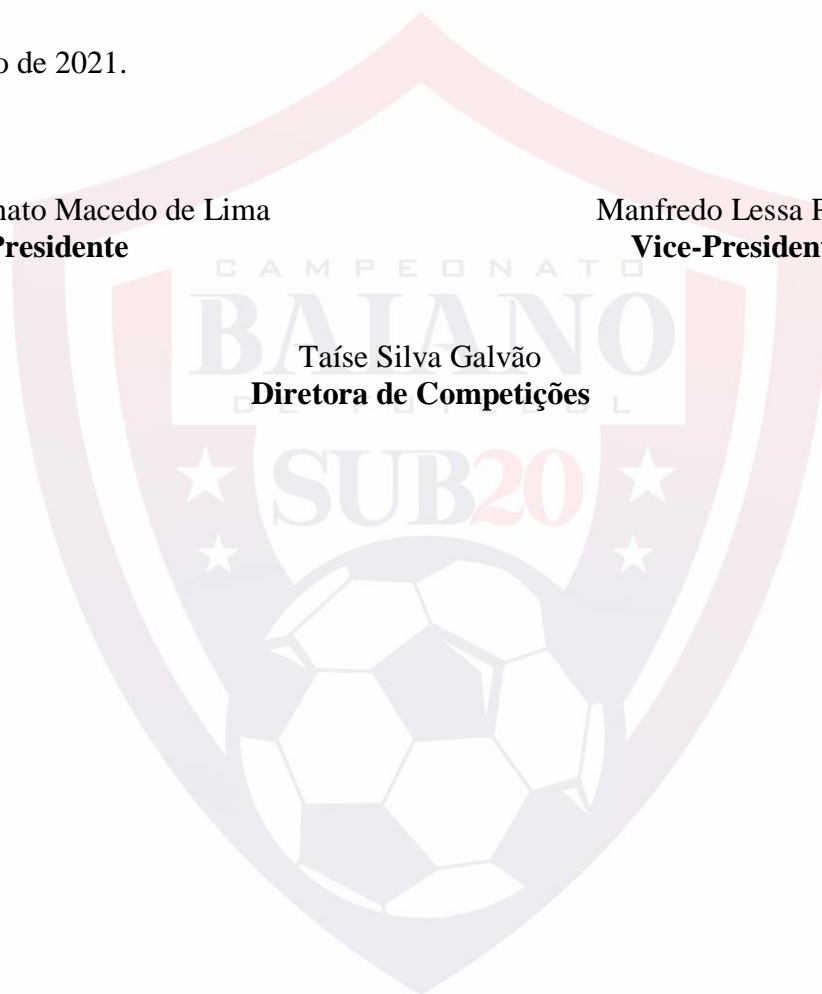 o de 2021.
nato Macedo de Lima
Manfredo Lessa
Presidente
Vice-Presiden
CAMPEONATO
BAIANO
Taíse Silva Galvão
Diretora de Competições
DE FUTEBOL
SUB20